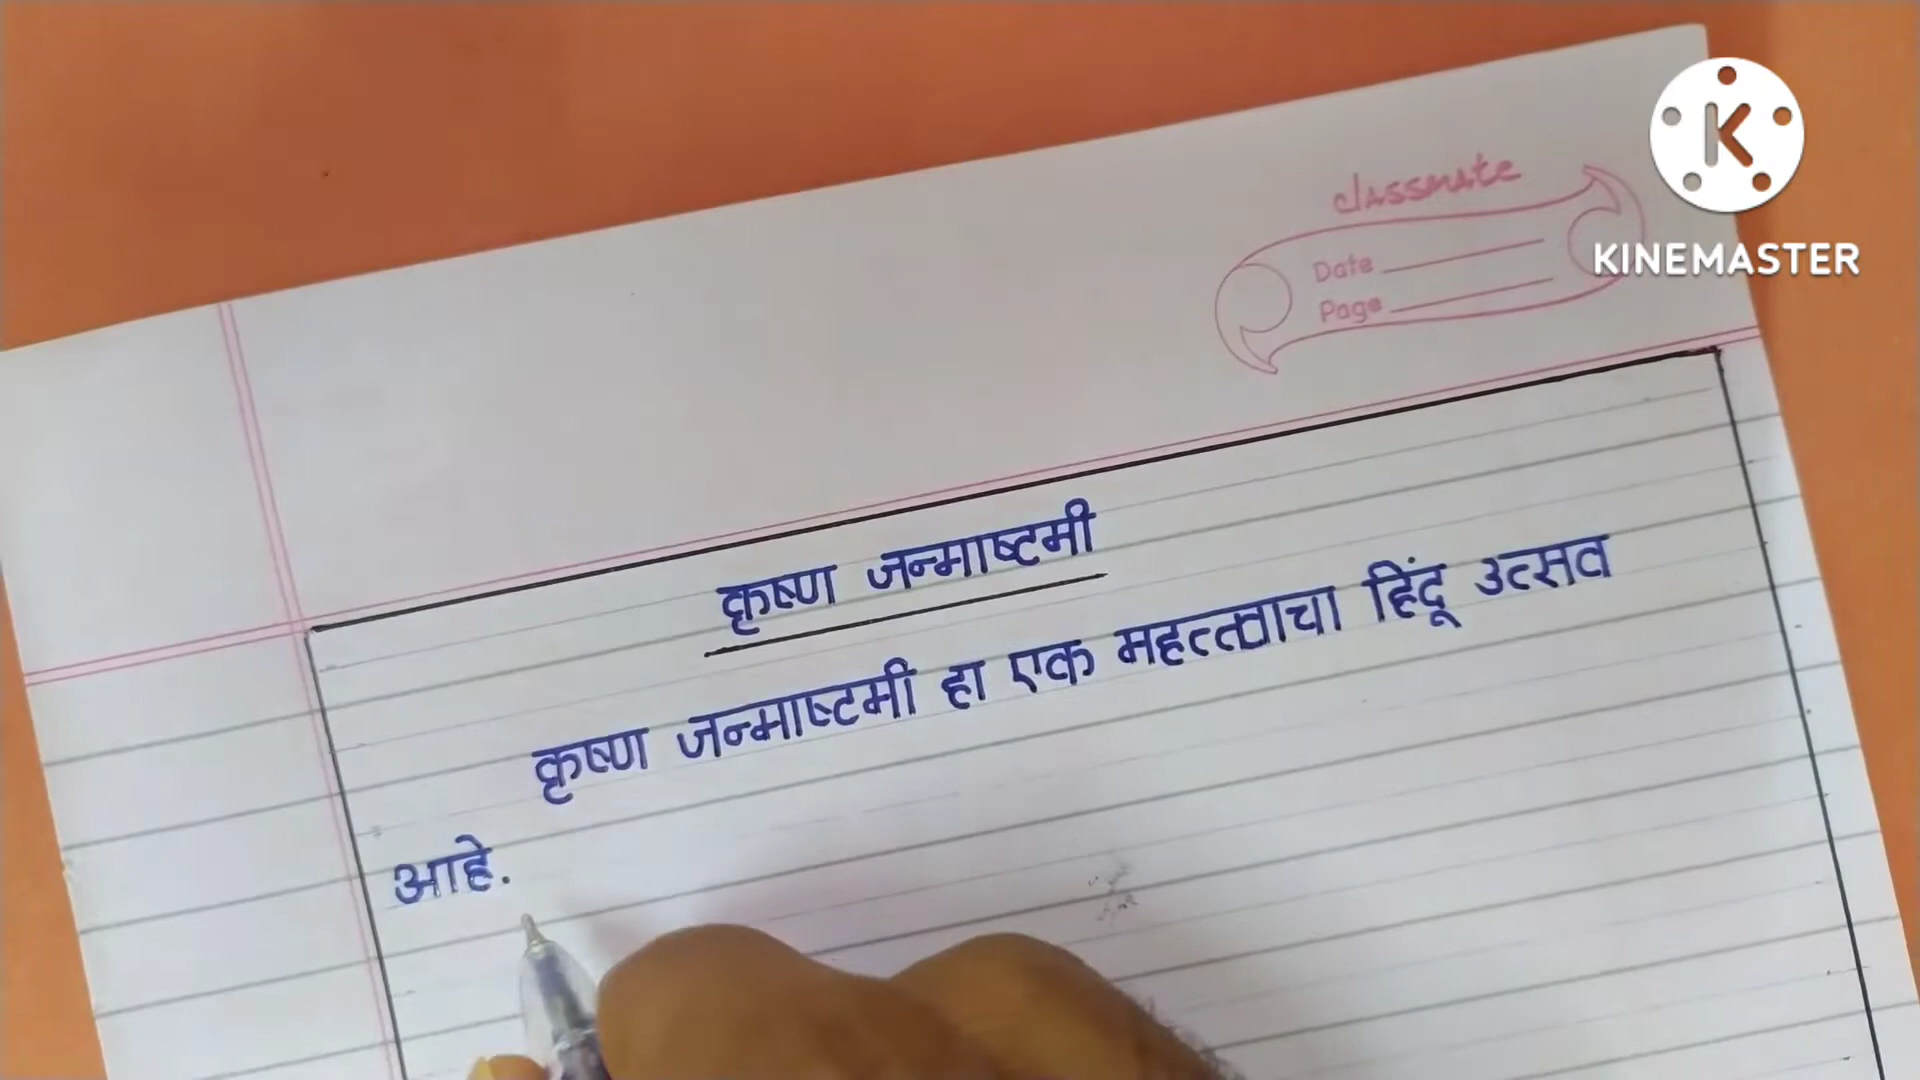 classmate
Date
Page
KINEMASTER
कृष्ण जन्माष्टमी
कृष्ण जन्माष्टमी हा एक महत्त्वाचा हिंदू उत्सव
आहे.